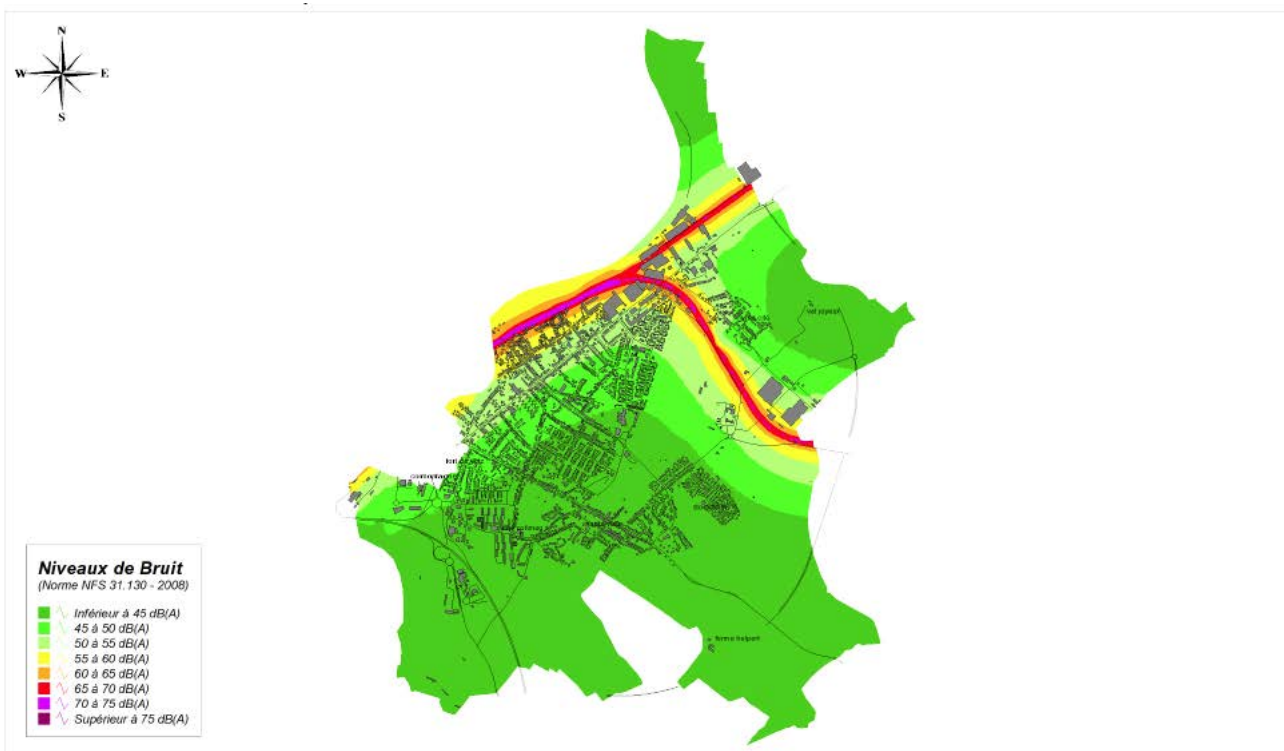 N
W E
S
Niveaux de Bruit
(Norme NFS 31.130 - 2008)
Inférieur à 45 dB(A)
45 à 50 dB(A)
50 à 55 dB(A)
55 à 60 dB(A)
60 à 65 dB(A)
65 à 70 dB(A)
70 à 75 dB(A)
Supérieur à 75 dB(A)